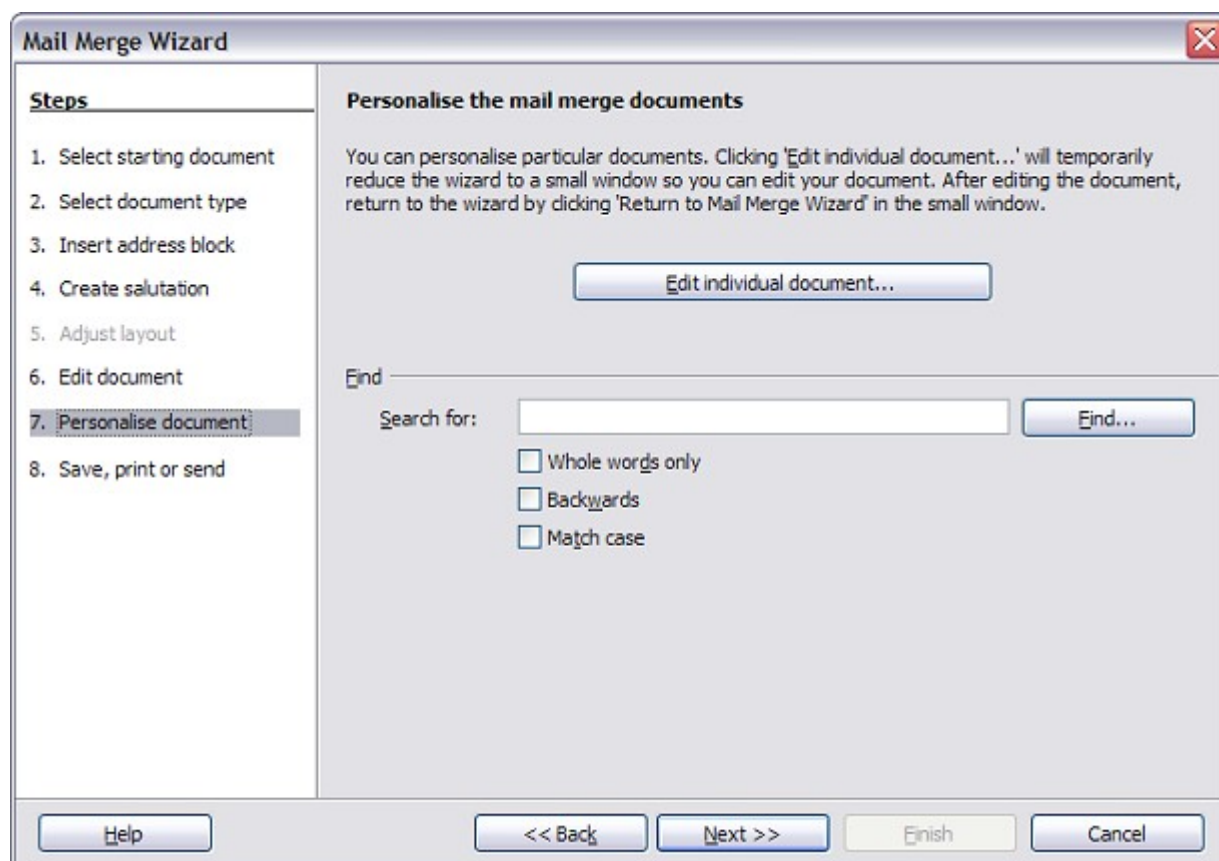 Mail Merge Wizard
Steps
1. Select starting document
2. Select document type
3. Insert address block
4. Create salutation
5. Adjust layout
6. Edit document
7. Personalise document
8. Save, print or send
Personalise the mail merge documents
You can personalise particular documents. Clicking 'Edit individual document...' will temporarily
reduce the wizard to a small window so you can edit your document. After editing the document,
return to the wizard by clicking 'Return to Mail Merge Wizard' in the small window.
Edit individual document...
Find
Search for:
Find...
Whole words only
Backwards
Match case
Help
<< Back
Next >>
Finish
Cancel